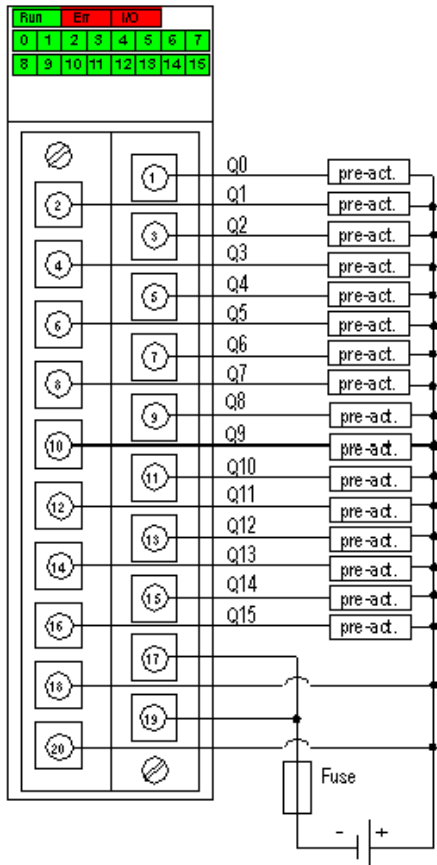 Run Err I/O
0 1 2 3 4 5 6 7
8 9 10 11 12 13 14 15
1 Q0 pre-act.
2 Q1 pre-act.
3 Q2 pre-act.
4 Q3 pre-act.
5 Q4 pre-act.
6 Q5 pre-act.
7 Q6 pre-act.
8 Q7 pre-act.
9 Q8 pre-act.
10 Q9 pre-act.
11 Q10 pre-act.
12 Q11 pre-act.
13 Q12 pre-act.
14 Q13 pre-act.
15 Q14 pre-act.
16 Q15 pre-act.
17
18
19
20
Fuse
- +